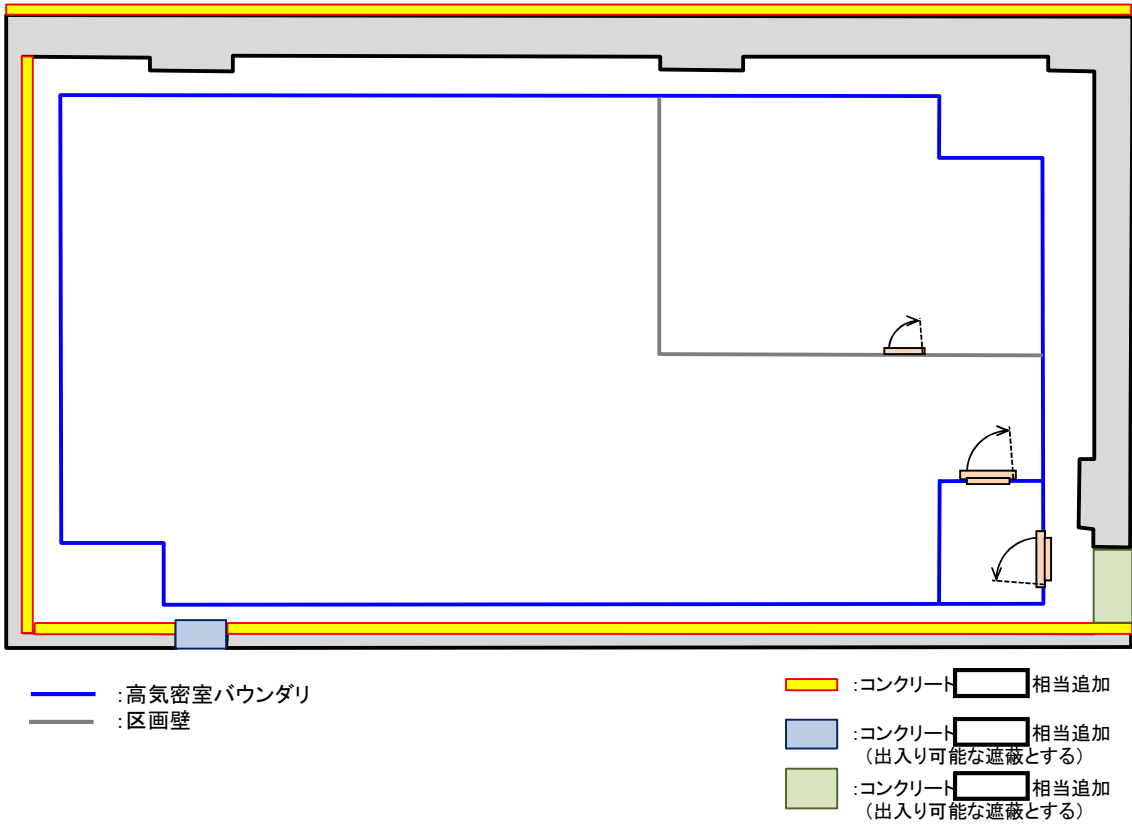 :高気密室バウンダリ
:区画壁
:コンクリート 相当追加
:コンクリート 相当追加
(出入り可能な遮蔽とする)
:コンクリート 相当追加
(出入り可能な遮蔽とする)